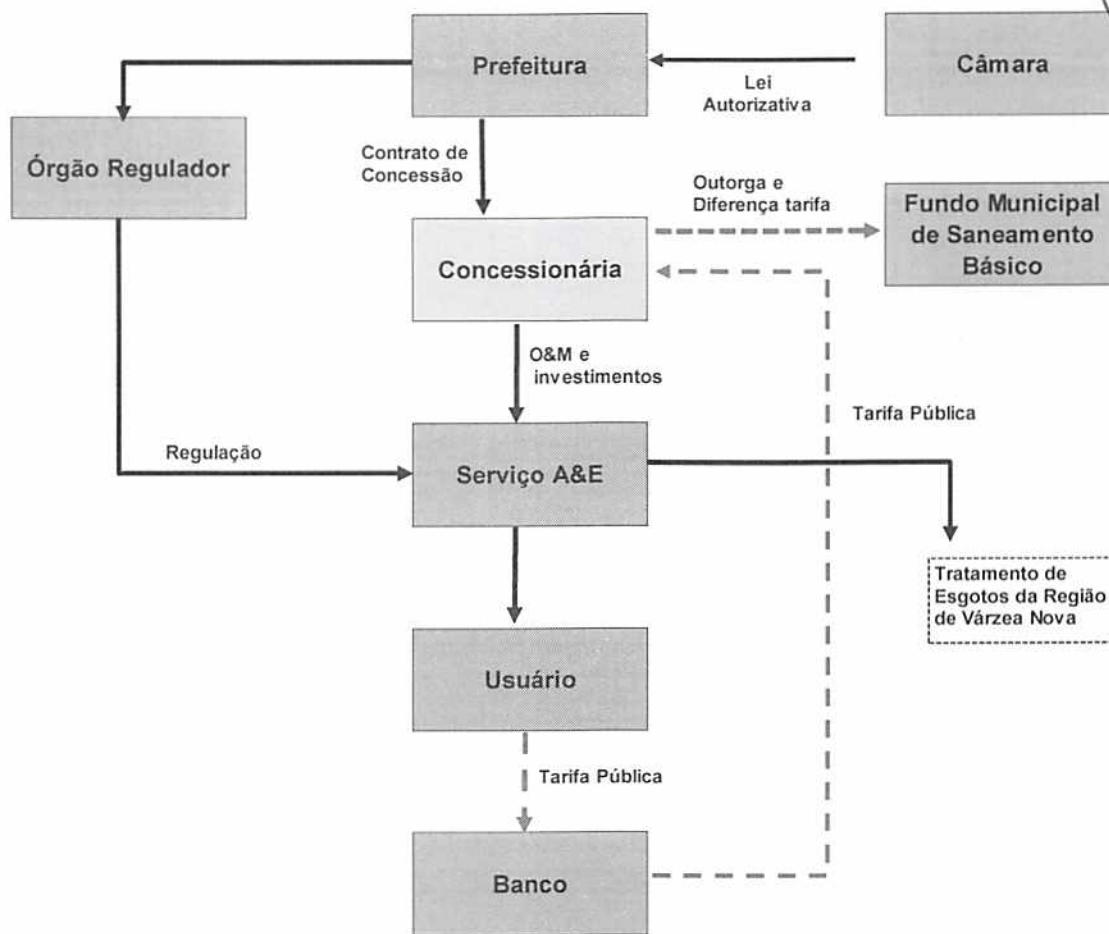 Prefeitura
Câmara
Lei
Autorizativa
Órgão Regulador
Contrato de
Concessão
Outorga e
Diferença tarifa
Fundo Municipal
de Saneamento
Básico
Concessionária
O&M e
investimentos
Tarifa Pública
Regulação
Serviço A&E
Tratamento de
Esgotos da Região
de Várzea Nova
Usuário
Tarifa Pública
Banco